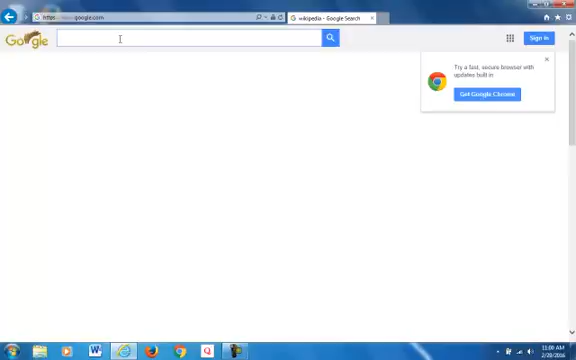 https://www.google.com
wikipedia - Google Search
Google
Sign in
Try a fast, secure browser with
updates built in
Get Google Chrome
11:00 AM
2/28/2016